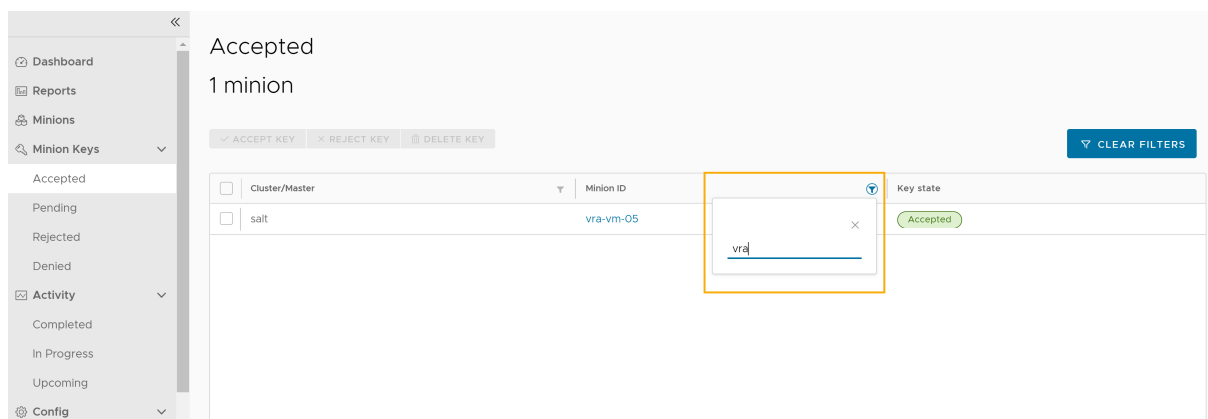 Dashboard
Reports
Minions
Minion Keys
Accepted
Pending
Rejected
Denied
Activity
Completed
In Progress
Upcoming
Config
Accepted
1 minion
ACCEPT KEY REJECT KEY DELETE KEY
CLEAR FILTERS
Cluster/Master Minion ID Key state
salt vra-vm-05 Accepted
vra